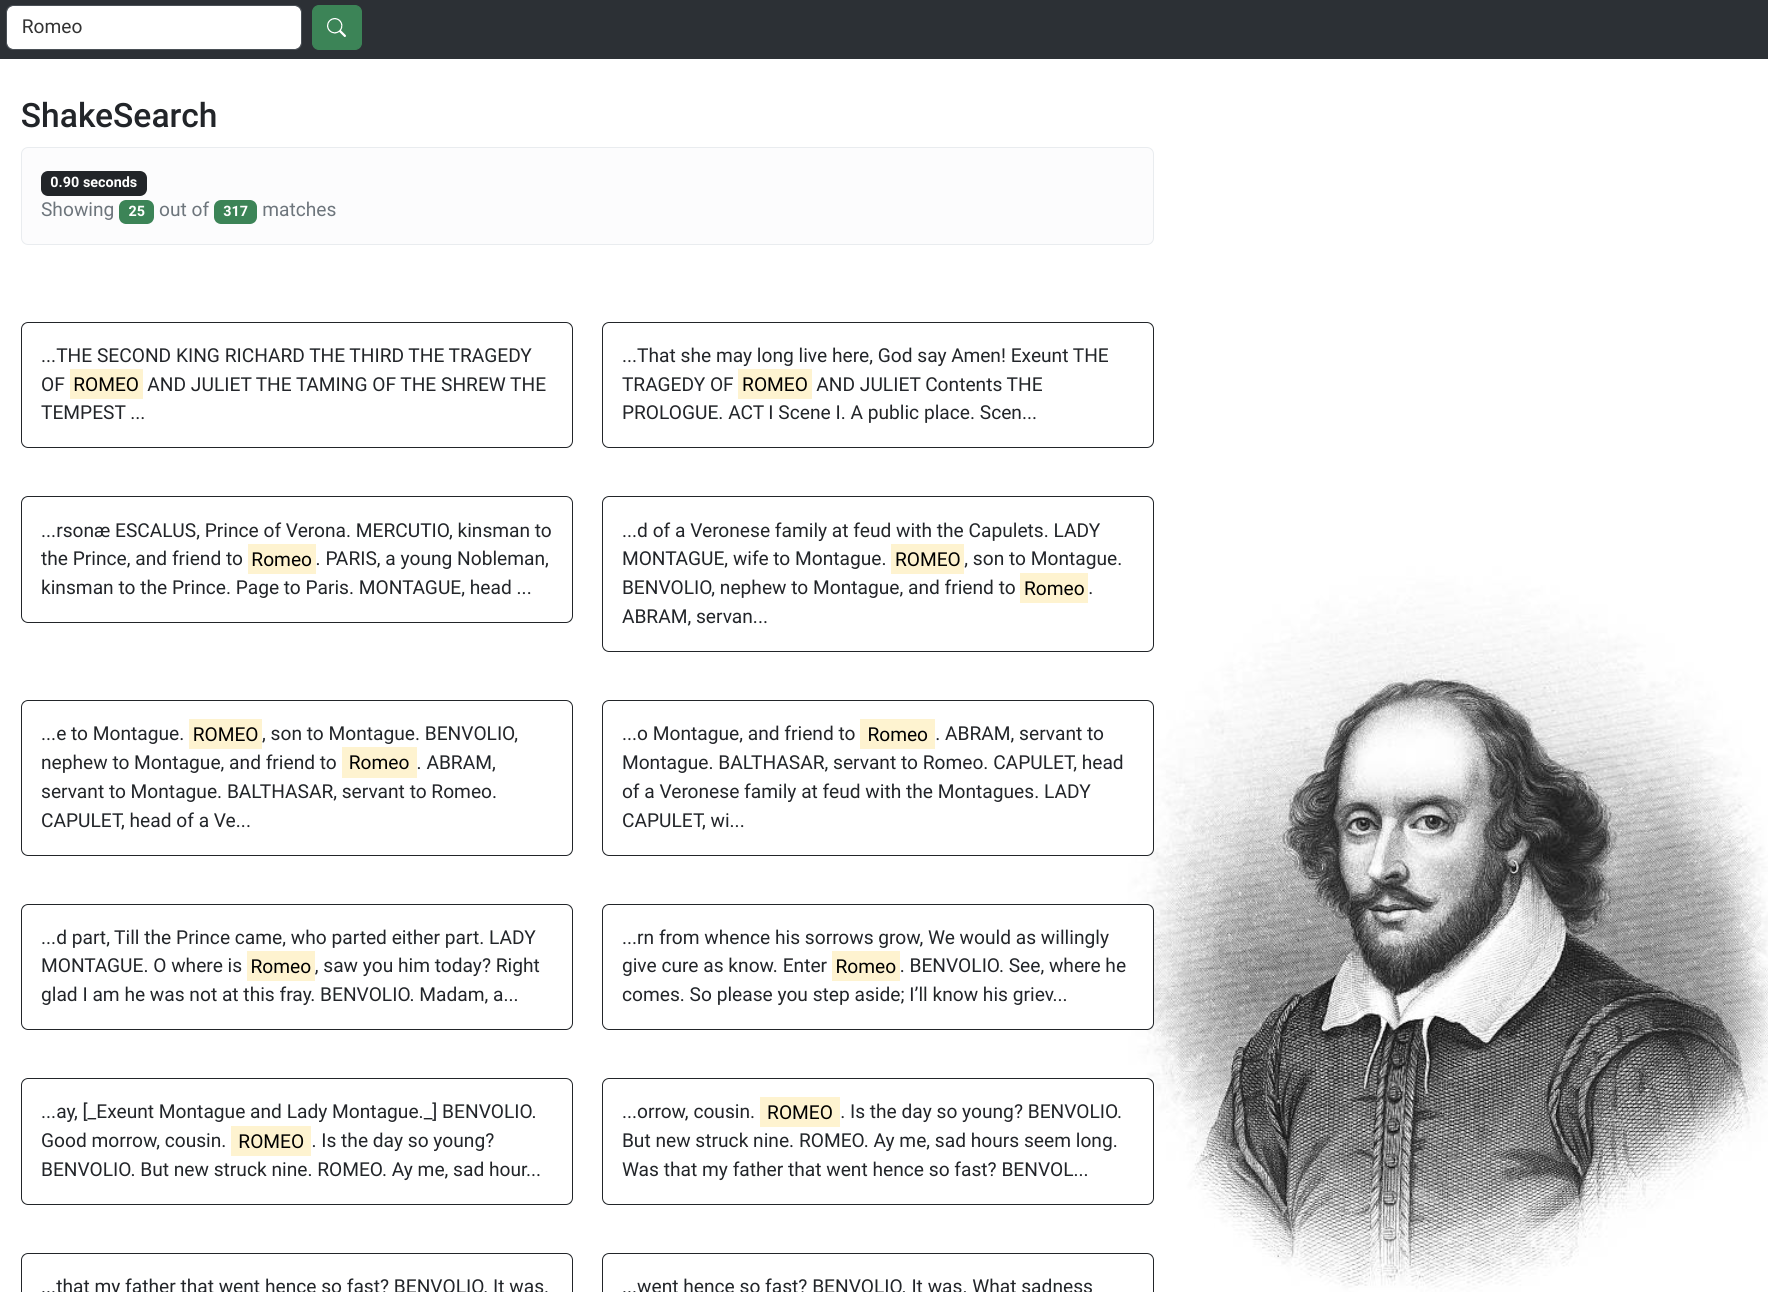 Romeo
ShakeSearch
0.90 seconds
Showing 25 out of 317 matches
...THE SECOND KING RICHARD THE THIRD THE TRAGEDY
OF ROMEO AND JULIET THE TAMING OF THE SHREW THE
TEMPEST ...
...That she may long live here, God say Amen! Exeunt THE
TRAGEDY OF ROMEO AND JULIET Contents THE
PROLOGUE. ACT I Scene I. A public place. Scen...
...rsonæ ESCALUS, Prince of Verona. MERCUTIO, kinsman to
the Prince, and friend to Romeo. PARIS, a young Nobleman,
kinsman to the Prince. Page to Paris. MONTAGUE, head ...
...d of a Veronese family at feud with the Capulets. LADY
MONTAGUE, wife to Montague. ROMEO, son to Montague.
BENVOLIO, nephew to Montague, and friend to Romeo.
ABRAM, servan...
...e to Montague. ROMEO, son to Montague. BENVOLIO,
nephew to Montague, and friend to Romeo. ABRAM,
servant to Montague. BALTHASAR, servant to Romeo.
CAPULET, head of a Ve...
...o Montague, and friend to Romeo. ABRAM, servant to
Montague. BALTHASAR, servant to Romeo. CAPULET, head
of a Veronese family at feud with the Montagues. LADY
CAPULET, wi...
...d part, Till the Prince came, who parted either part. LADY
MONTAGUE. O where is Romeo, saw you him today? Right
glad I am he was not at this fray. BENVOLIO. Madam, a...
...rn from whence his sorrows grow, We would as willingly
give cure as know. Enter Romeo. BENVOLIO. See, where he
comes. So please you step aside; I’ll know his griev...
...ay, [_Exeunt Montague and Lady Montague._] BENVOLIO.
Good morrow, cousin. ROMEO. Is the day so young?
BENVOLIO. But new struck nine. ROMEO. Ay me, sad hour...
...orrow, cousin. ROMEO. Is the day so young? BENVOLIO.
But new struck nine. ROMEO. Ay me, sad hours seem long.
Was that my father that went hence so fast? BENVOL...
...that my father that went hence so fast? BENVOLIO. It was.
...went hence so fast? BENVOLIO. It was. What sadness